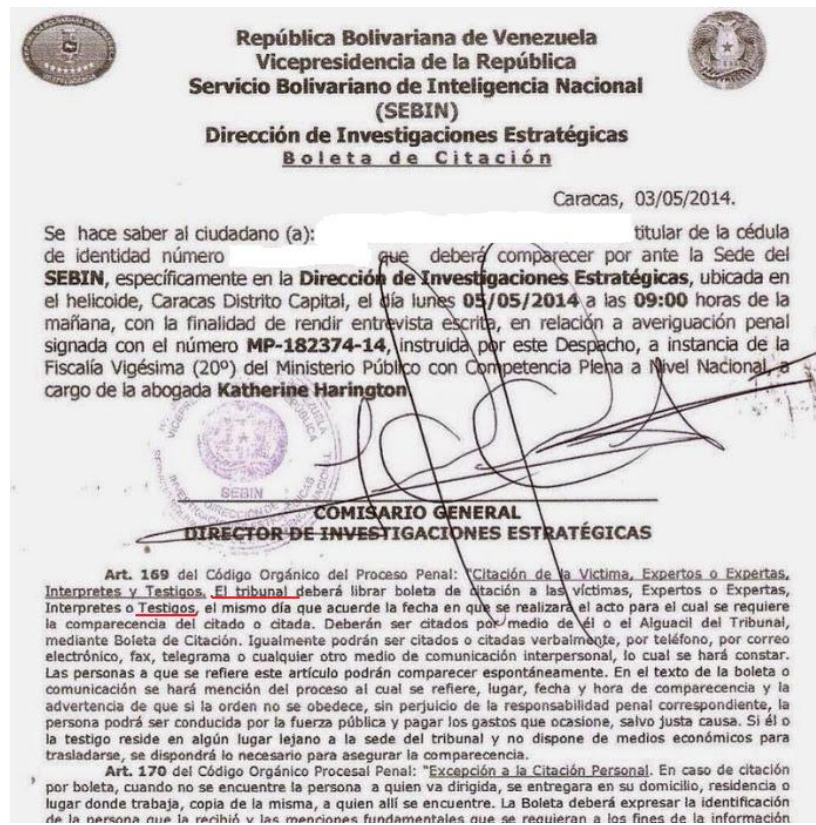 República Bolivariana de Venezuela
Vicepresidencia de la República
Servicio Bolivariano de Inteligencia Nacional
(SEBIN)
Dirección de Investigaciones Estratégicas
Boleta de Citación
Caracas, 03/05/2014.
Se hace saber al ciudadano (a): titular de la cédula
de identidad número que deberá comparecer por ante la Sede del
SEBIN, específicamente en la Dirección de Investigaciones Estratégicas, ubicada en
el helicoide, Caracas Distrito Capital, el día lunes 05/05/2014 a las 09:00 horas de la
mañana, con la finalidad de rendir entrevista escrita, en relación a averiguación penal
signada con el número MP-182374-14, instruida por este Despacho, a instancia de la
Fiscalía Vigésima (20º) del Ministerio Público con Competencia Plena a Nivel Nacional, a
cargo de la abogada Katherine Harington
SEBIN
COMISARIO GENERAL
DIRECTOR DE INVESTIGACIONES ESTRATÉGICAS
Art. 169 del Código Orgánico del Proceso Penal: "Citación de la Victima, Expertos o Expertas,
Interpretes y Testigos. El tribunal deberá librar boleta de citación a las víctimas, Expertos o Expertas,
Interpretes o Testigos, el mismo día que acuerde la fecha en que se realizara el acto para el cual se requiere
la comparecencia del citado o citada. Deberán ser citados por medio de él o el Alguacil del Tribunal,
mediante Boleta de Citación. Igualmente podrán ser citados o citadas verbalmente, por teléfono, por correo
electrónico, fax, telegrama o cualquier otro medio de comunicación interpersonal, lo cual se hará constar.
Las personas a que se refiere este artículo podrán comparecer espontáneamente. En el texto de la boleta o
comunicación se hará mención del proceso al cual se refiere, lugar, fecha y hora de comparecencia y la
advertencia de que si la orden no se obedece, sin perjuicio de la responsabilidad penal correspondiente, la
persona podrá ser conducida por la fuerza pública y pagar los gastos que ocasione, salvo justa causa. Si él o
la testigo reside en algún lugar lejano a la sede del tribunal y no dispone de medios económicos para
trasladarse, se dispondrá lo necesario para asegurar la comparecencia.
Art. 170 del Código Orgánico Procesal Penal: "Excepción a la Citación Personal. En caso de citación
por boleta, cuando no se encuentre la persona a quien va dirigida, se entregara en su domicilio, residencia o
lugar donde trabaja, copia de la misma, a quien allí se encuentre. La Boleta deberá expresar la identificación
de la persona que la recibió y las menciones fundamentales que se requieran a los fines de la información